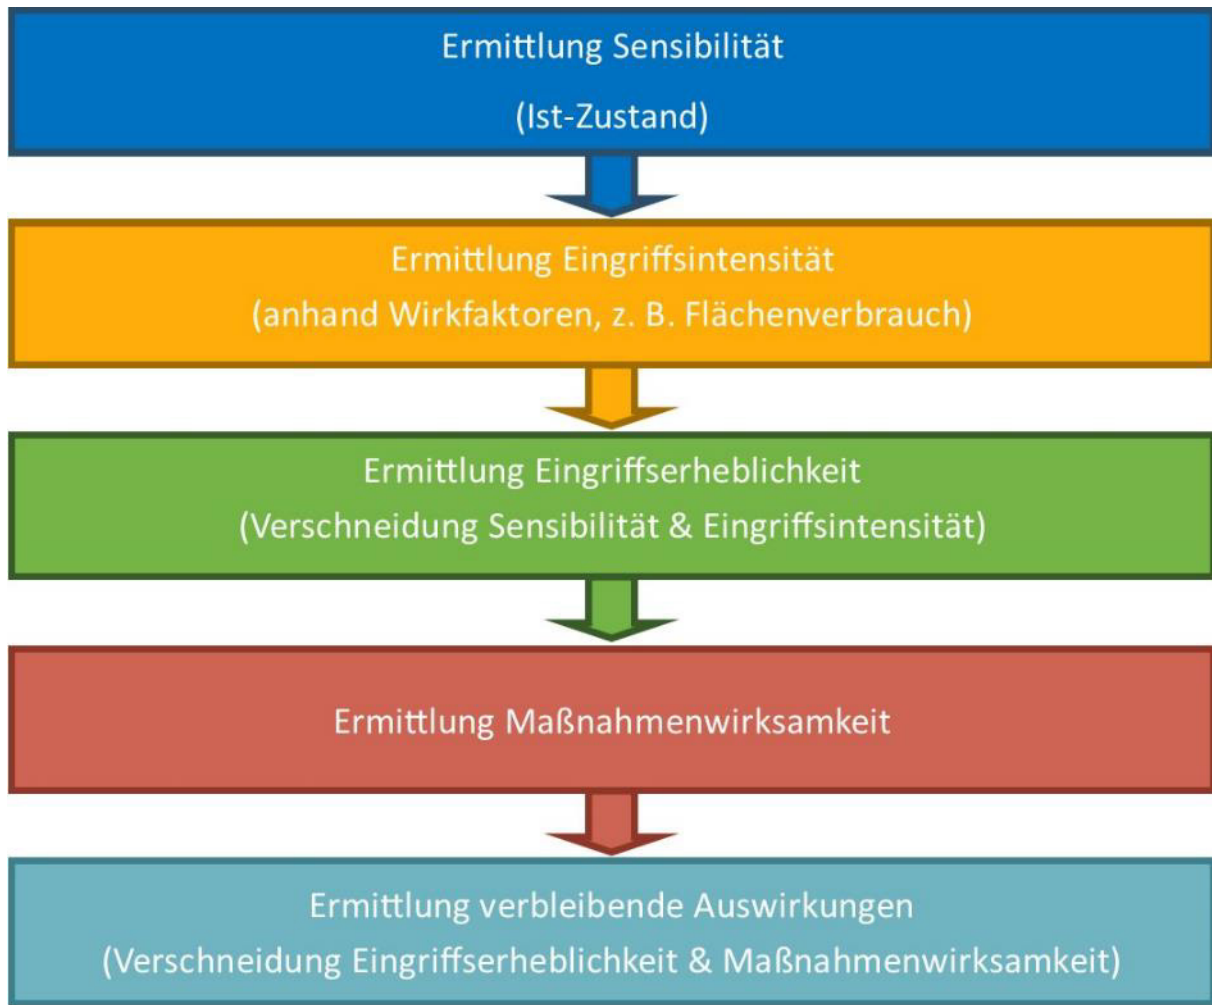 Ermittlung Sensibilität
(Ist-Zustand)
Ermittlung Eingriffsintensität
(anhand Wirkfaktoren, z. B. Flächenverbrauch)
Ermittlung Eingriffserheblichkeit
(Verschneidung Sensibilität & Eingriffsintensität)
Ermittlung Maßnahmenwirksamkeit
Ermittlung verbleibende Auswirkungen
(Verschneidung Eingriffserheblichkeit & Maßnahmenwirksamkeit)